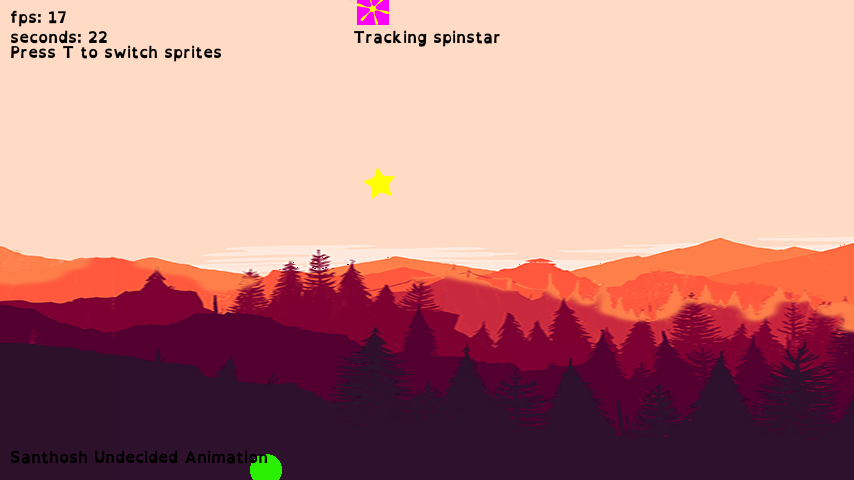 fps: 17
seconds: 22
Tracking spinstar
Press T to switch sprites
Santhosh Undecided Animation